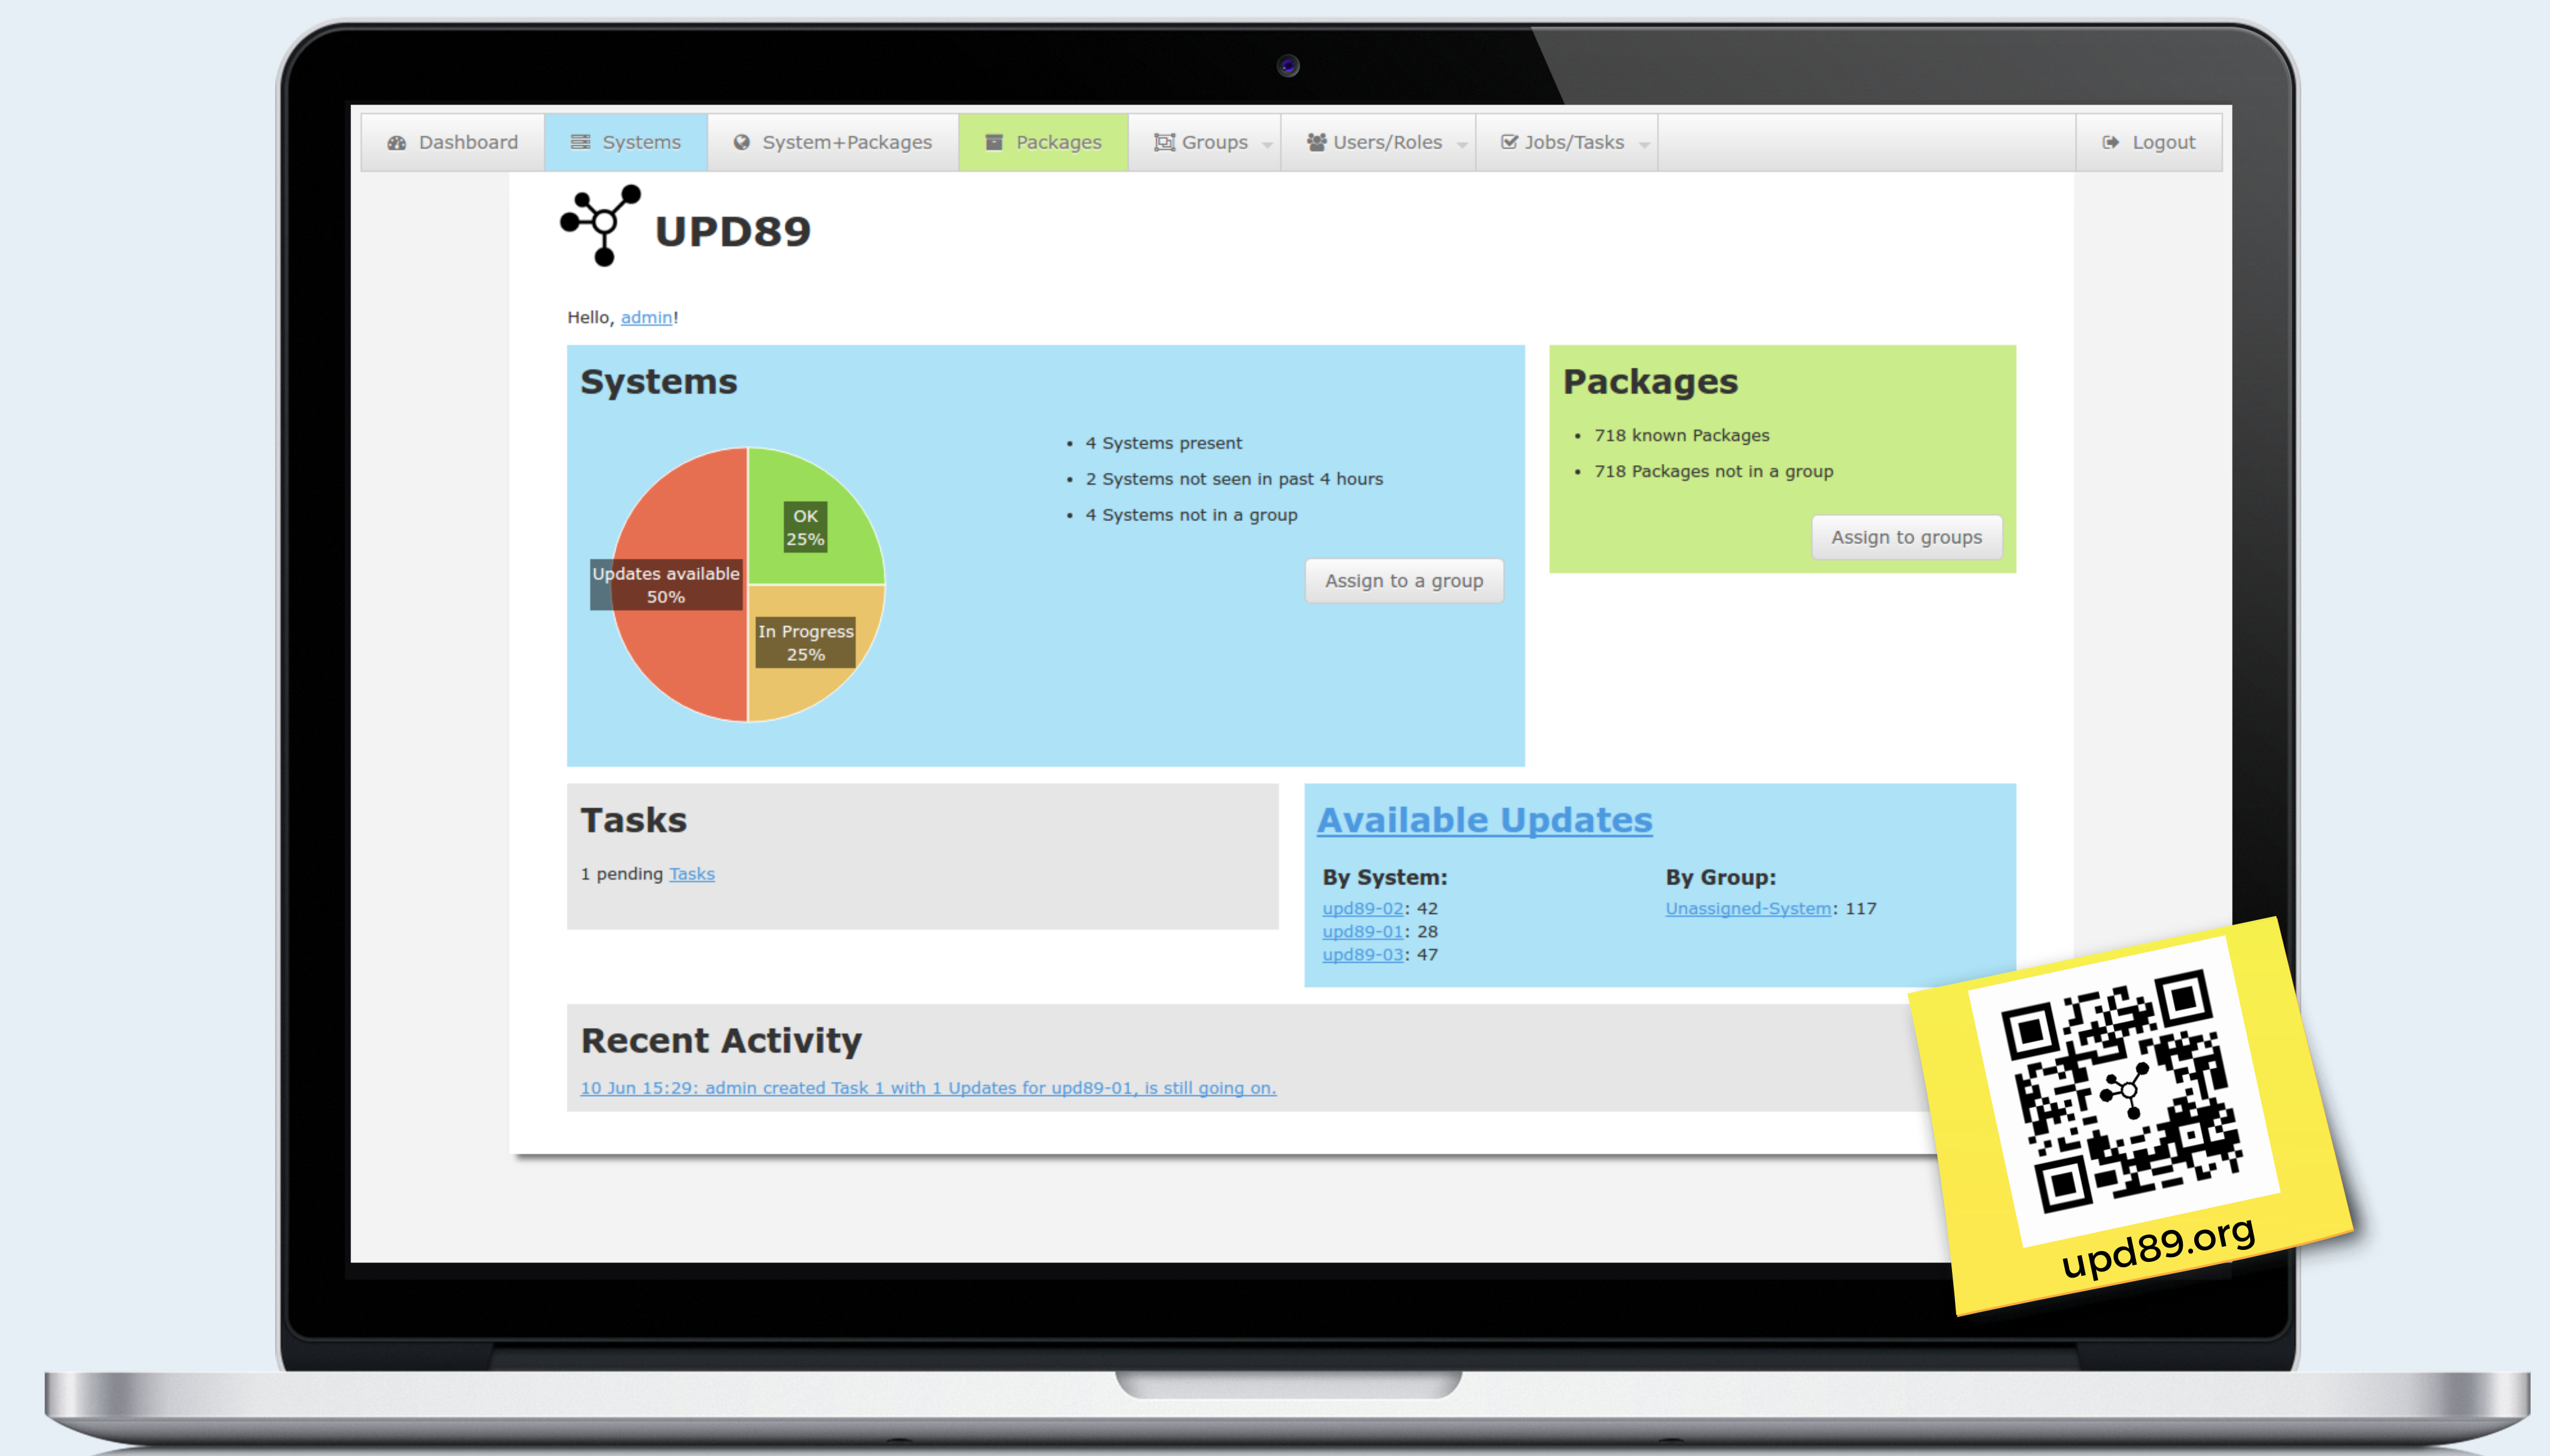 Dashboard
Systems
System+Packages
Packages
Groups
Users/Roles
Jobs/Tasks
Logout
UPD89
Hello, admin!
Systems
OK
25%
Updates available
50%
In Progress
25%
4 Systems present
2 Systems not seen in past 4 hours
4 Systems not in a group
Assign to a group
Packages
718 known Packages
718 Packages not in a group
Assign to groups
Tasks
1 pending Tasks
Available Updates
By System:
upd89-02: 42
upd89-01: 28
upd89-03: 47
By Group:
Unassigned-System: 117
Recent Activity
10 Jun 15:29: admin created Task 1 with 1 Updates for upd89-01, is still going on.
upd89.org